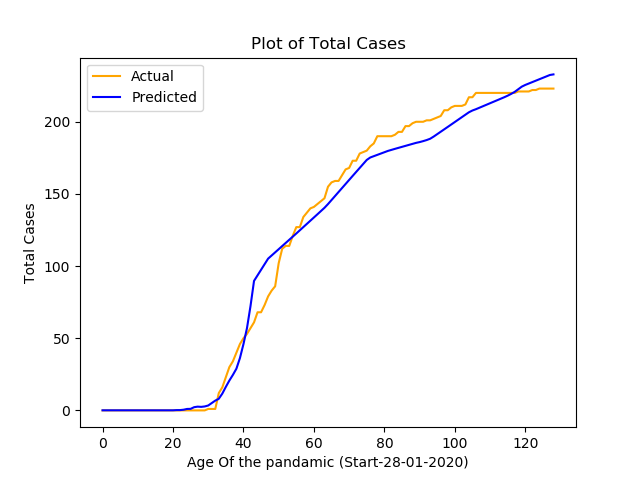 Plot of Total Cases
Actual
Predicted
Total Cases
200
150
100
50
0
0 20 40 60 80 100 120
Age Of the pandamic (Start-28-01-2020)